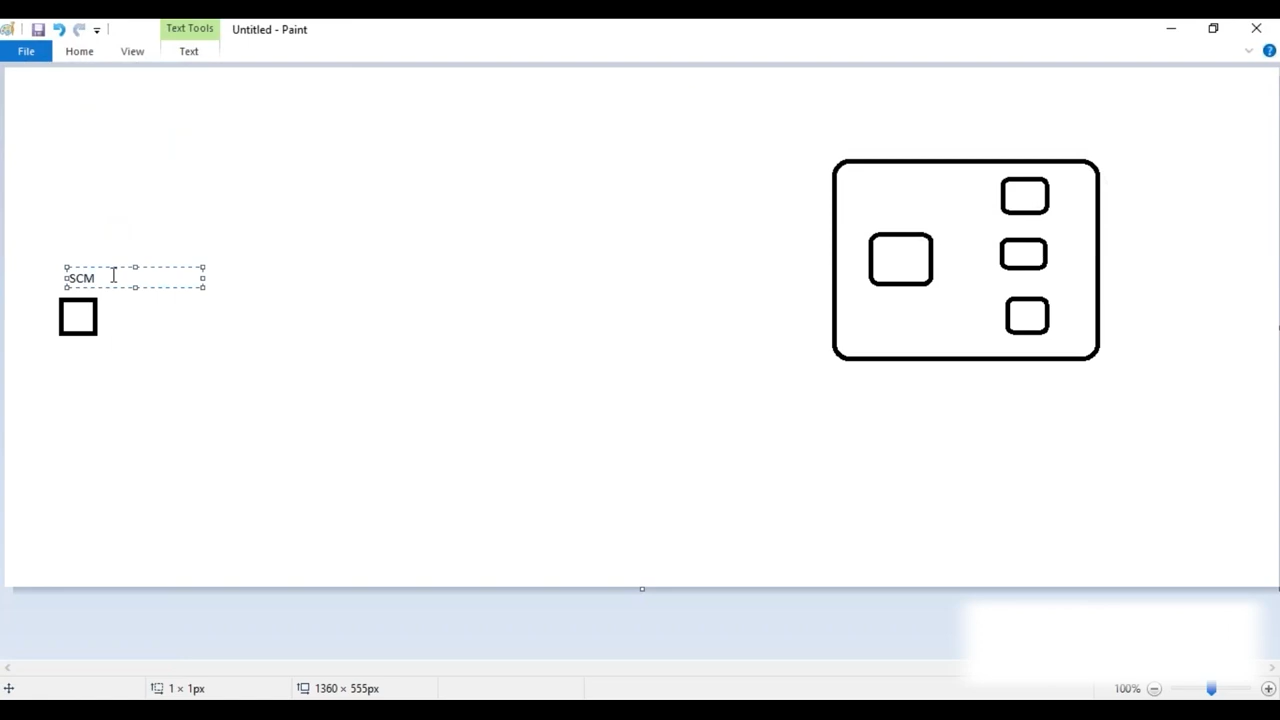 Text Tools
Untitled - Paint
File
Home
View
Text
SCM
1 × 1px
1360 × 555px
100%